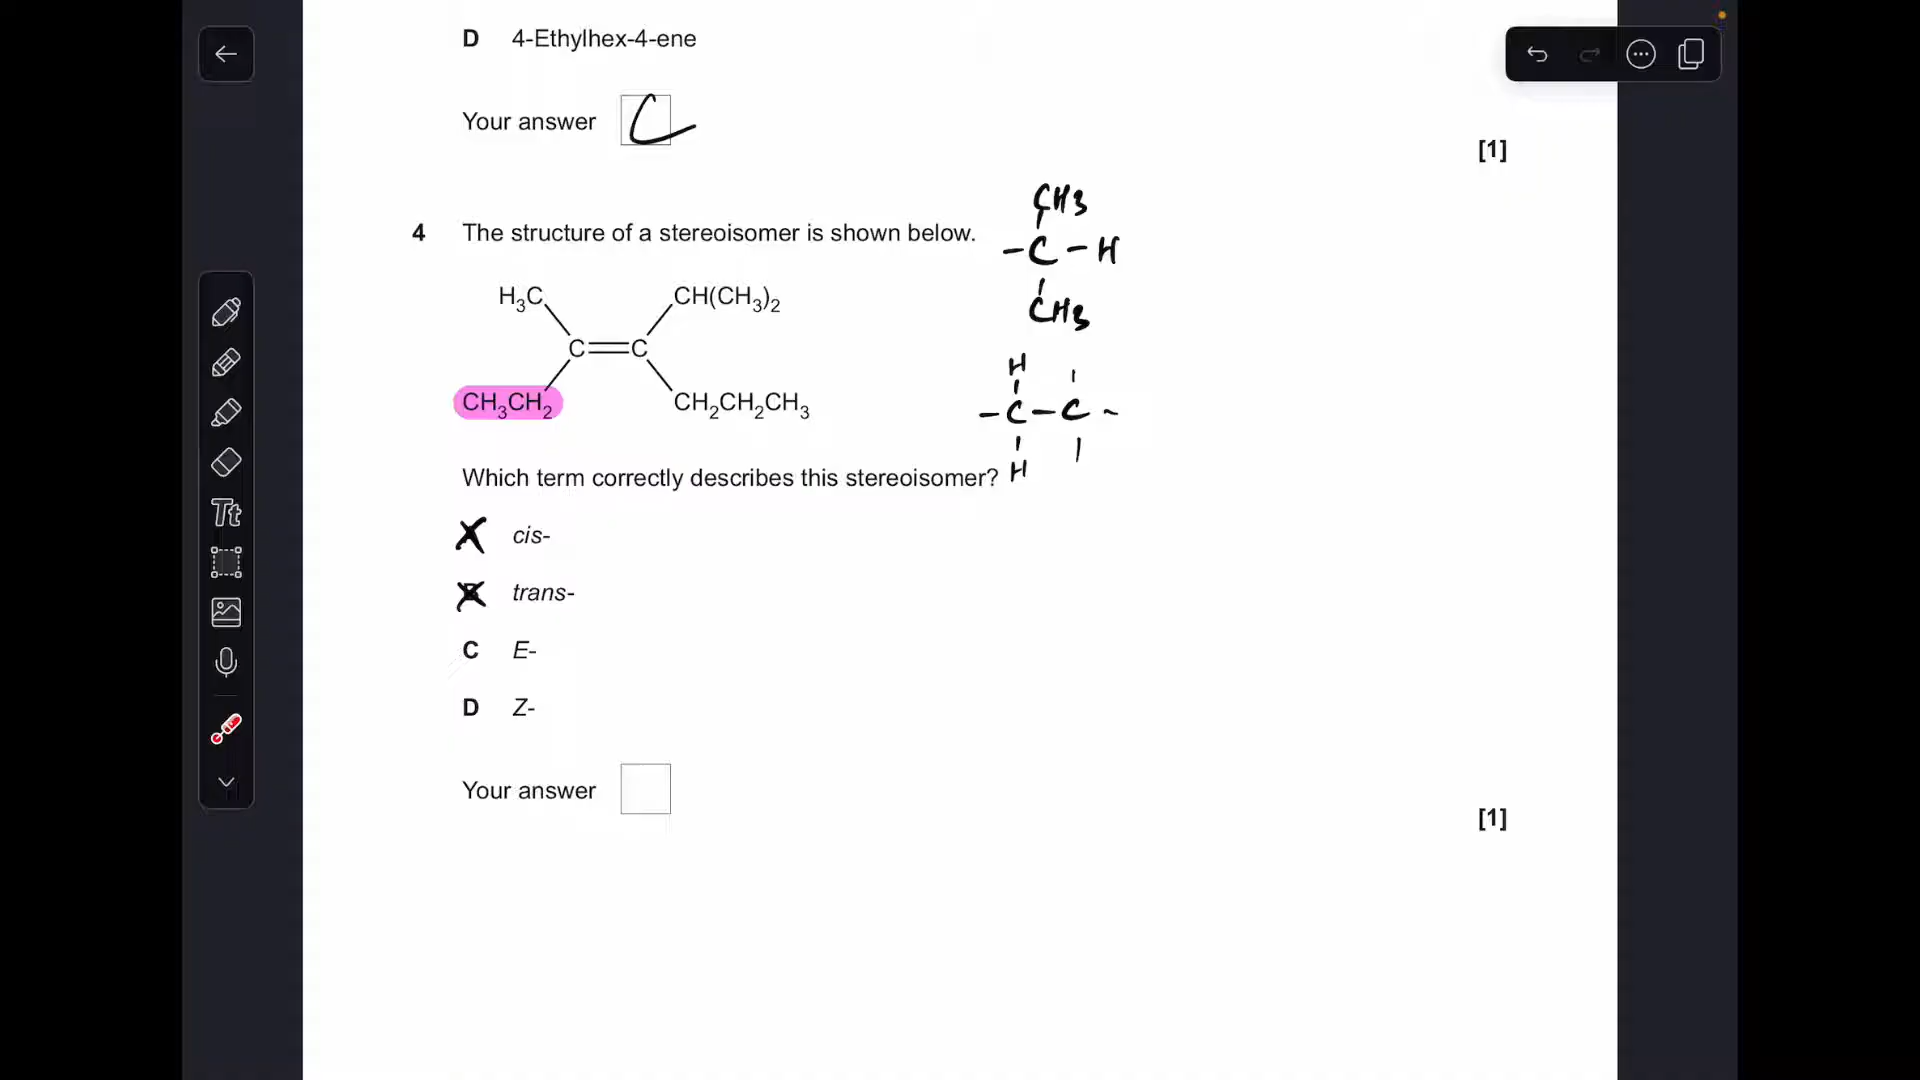 D 4-Ethylhex-4-ene
Your answer C
[1]
4 The structure of a stereoisomer is shown below.
H3C CH(CH3)2
C C
CH3CH2 CH2CH2CH3
CH3
-C-H
CH3
H
-C-C-
H
Which term correctly describes this stereoisomer?
cis-
trans-
C E-
D Z-
Your answer
[1]
Tt